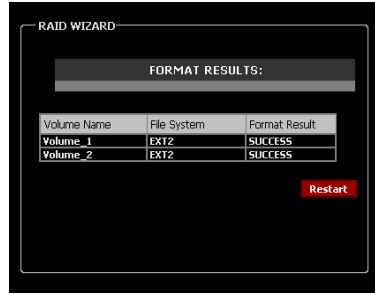 RAID WIZARD
FORMAT RESULTS:
Volume Name File System Format Result
Volume_1 EXT2 SUCCESS
Volume_2 EXT2 SUCCESS
Restart